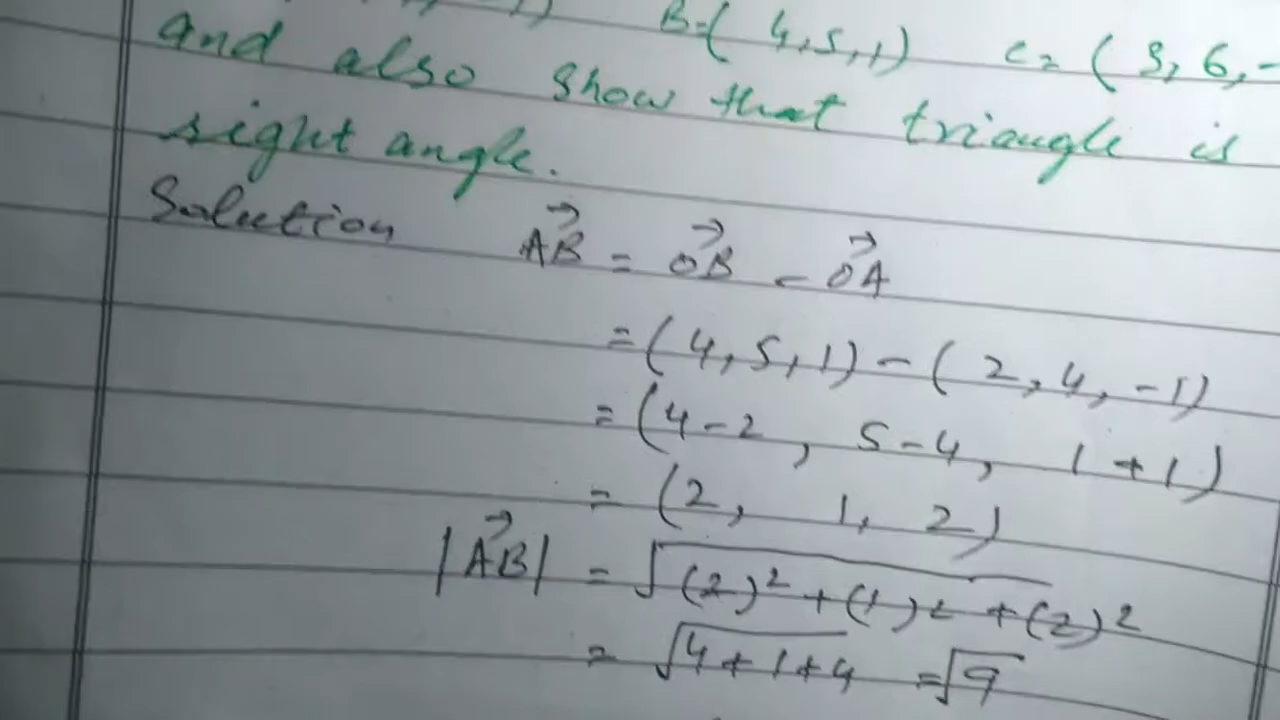 B=( 4,5,1) C= ( 3, 6, -
and also show that triangle is
right angle.
Solution AB→ = OB→ - OA→
=( 4, 5, 1) - ( 2, 4, -1)
= (4-2, 5-4, 1+1)
= (2, 1, 2)
|AB→| = √(2)² + (1)² + (2)²
= √4+1+4 = √9